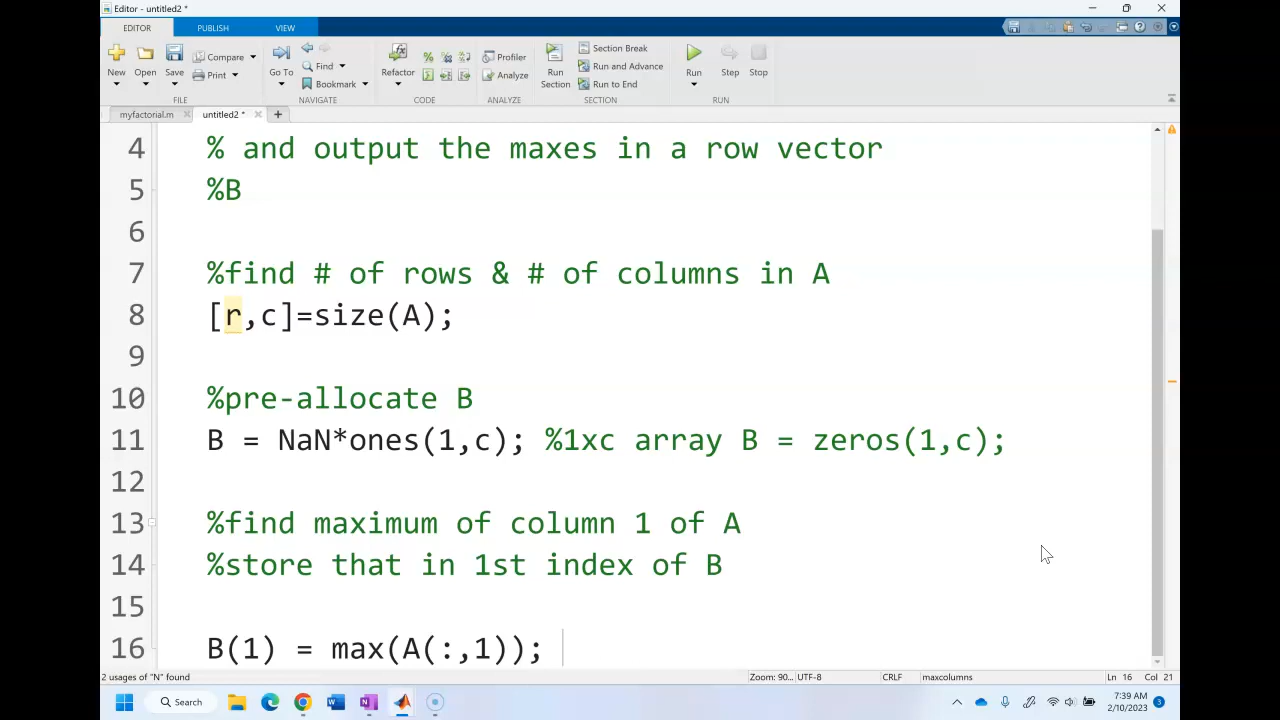 Editor - untitled2 *
EDITOR PUBLISH VIEW
New Open Save Compare Print FILE
Go To Find Bookmark NAVIGATE
Refactor CODE
Profiler Analyze ANALYZE
Run Section Section Break Run and Advance Run to End SECTION
Run Step Stop RUN
myfactorial.m untitled2 *
4 % and output the maxes in a row vector
5 %B
6
7 %find # of rows & # of columns in A
8 [r,c]=size(A);
9
10 %pre-allocate B
11 B = NaN*ones(1,c); %1xc array B = zeros(1,c);
12
13 %find maximum of column 1 of A
14 %store that in 1st index of B
15
16 B(1) = max(A(:,1));
2 usages of "N" found Zoom: 90... UTF-8 CRLF maxcolumns Ln 16 Col 21
Search 7:39 AM
2/10/2023 3